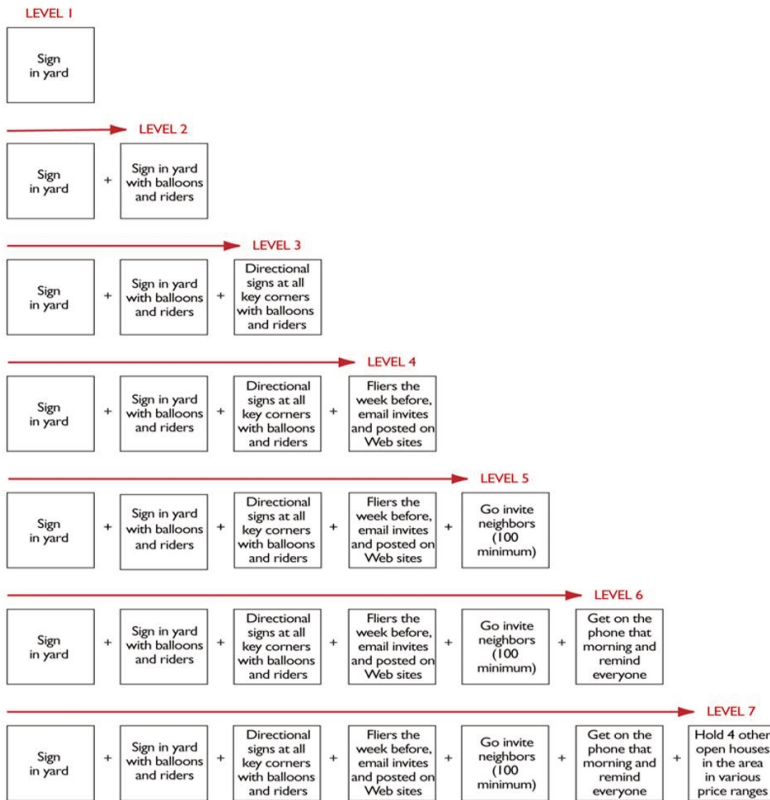 LEVEL 1
Sign
in yard
LEVEL 2
Sign
in yard
+
Sign in yard
with balloons
and riders
LEVEL 3
Sign
in yard
+
Sign in yard
with balloons
and riders
+
Directional
signs at all
key corners
with balloons
and riders
LEVEL 4
Sign
in yard
+
Sign in yard
with balloons
and riders
+
Directional
signs at all
key corners
with balloons
and riders
+
Fliers the
week before,
email invites
and posted on
Web sites
LEVEL 5
Sign
in yard
+
Sign in yard
with balloons
and riders
+
Directional
signs at all
key corners
with balloons
and riders
+
Fliers the
week before,
email invites
and posted on
Web sites
+
Go invite
neighbors
(100
minimum)
LEVEL 6
Sign
in yard
+
Sign in yard
with balloons
and riders
+
Directional
signs at all
key corners
with balloons
and riders
+
Fliers the
week before,
email invites
and posted on
Web sites
+
Go invite
neighbors
(100
minimum)
+
Get on the
phone that
morning and
remind
everyone
LEVEL 7
Sign
in yard
+
Sign in yard
with balloons
and riders
+
Directional
signs at all
key corners
with balloons
and riders
+
Fliers the
week before,
email invites
and posted on
Web sites
+
Go invite
neighbors
(100
minimum)
+
Get on the
phone that
morning and
remind
everyone
+
Hold 4 other
open houses
in the area
in various
price ranges